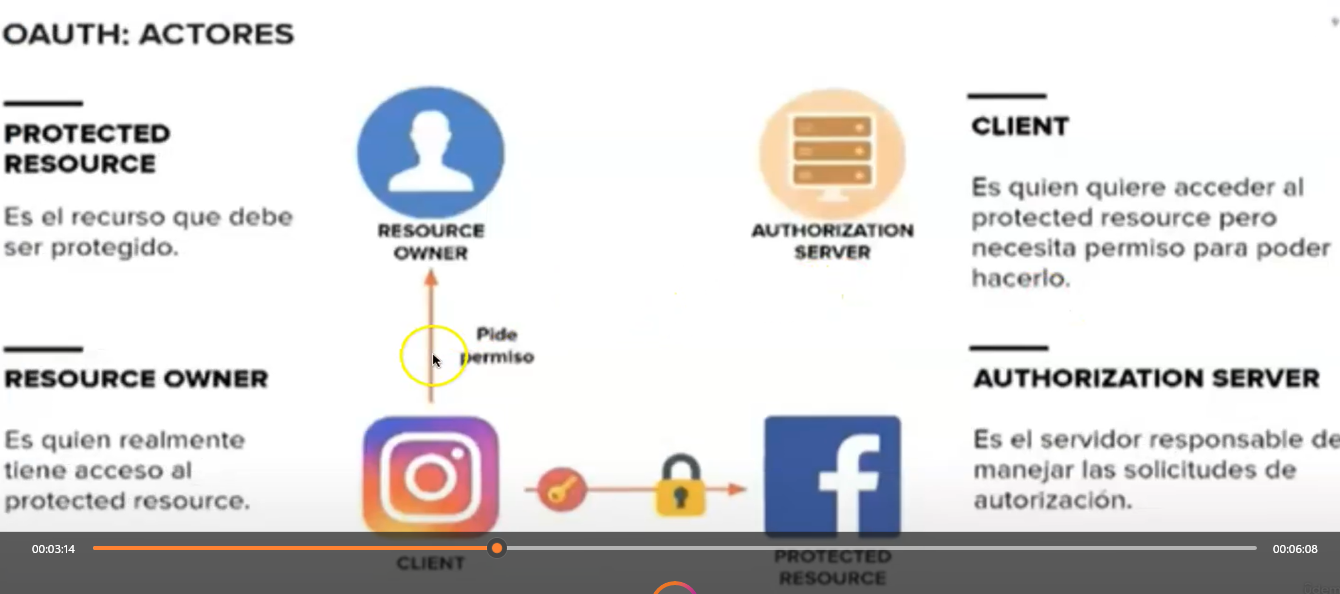 OAUTH: ACTORES
PROTECTED
RESOURCE
Es el recurso que debe
ser protegido.
RESOURCE OWNER
Es quien realmente
tiene acceso al
protected resource.
RESOURCE
OWNER
Pide
permiso
CLIENT
AUTHORIZATION
SERVER
PROTECTED
RESOURCE
CLIENT
Es quien quiere acceder al
protected resource pero
necesita permiso para poder
hacerlo.
AUTHORIZATION SERVER
Es el servidor responsable de
manejar las solicitudes de
autorización.
00:03:14
00:06:08